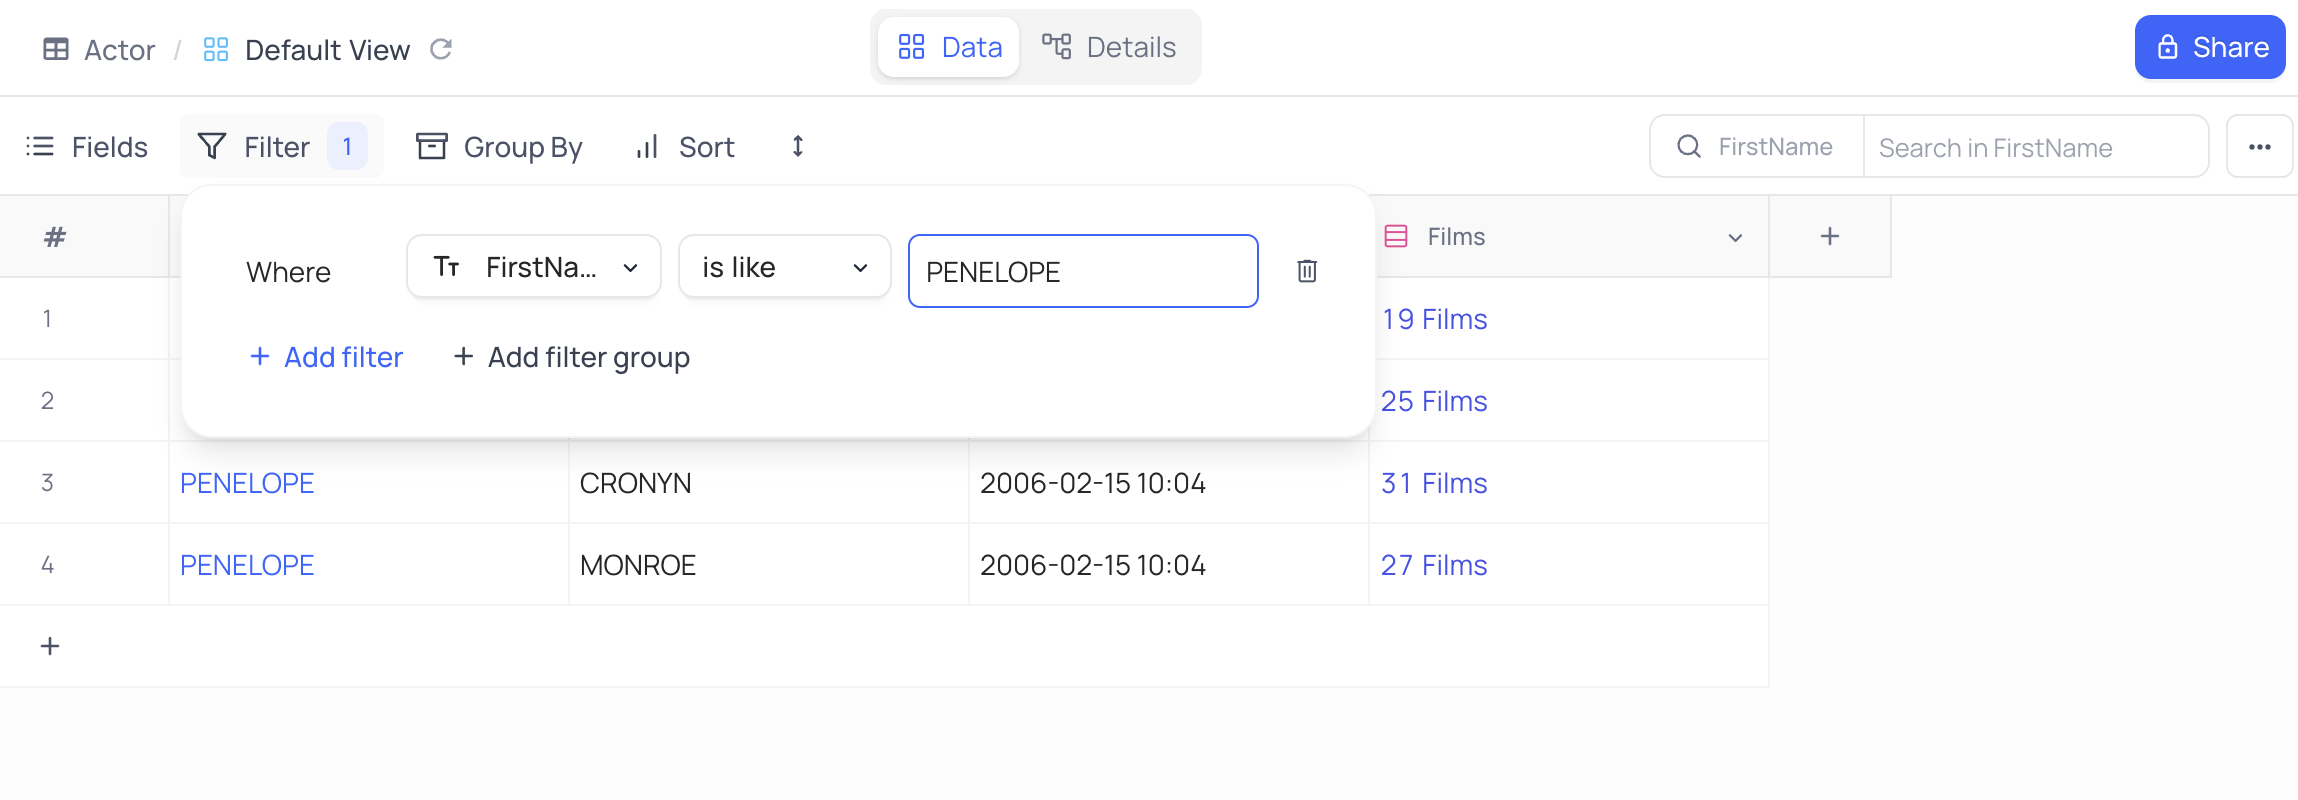 Actor / Default View
Data Details
Share
Fields Filter 1 Group By Sort
FirstName Search in FirstName
# Films +
Where FirstNa... is like PENELOPE
+ Add filter + Add filter group
1 19 Films
2 25 Films
3 PENELOPE CRONYN 2006-02-15 10:04 31 Films
4 PENELOPE MONROE 2006-02-15 10:04 27 Films
+